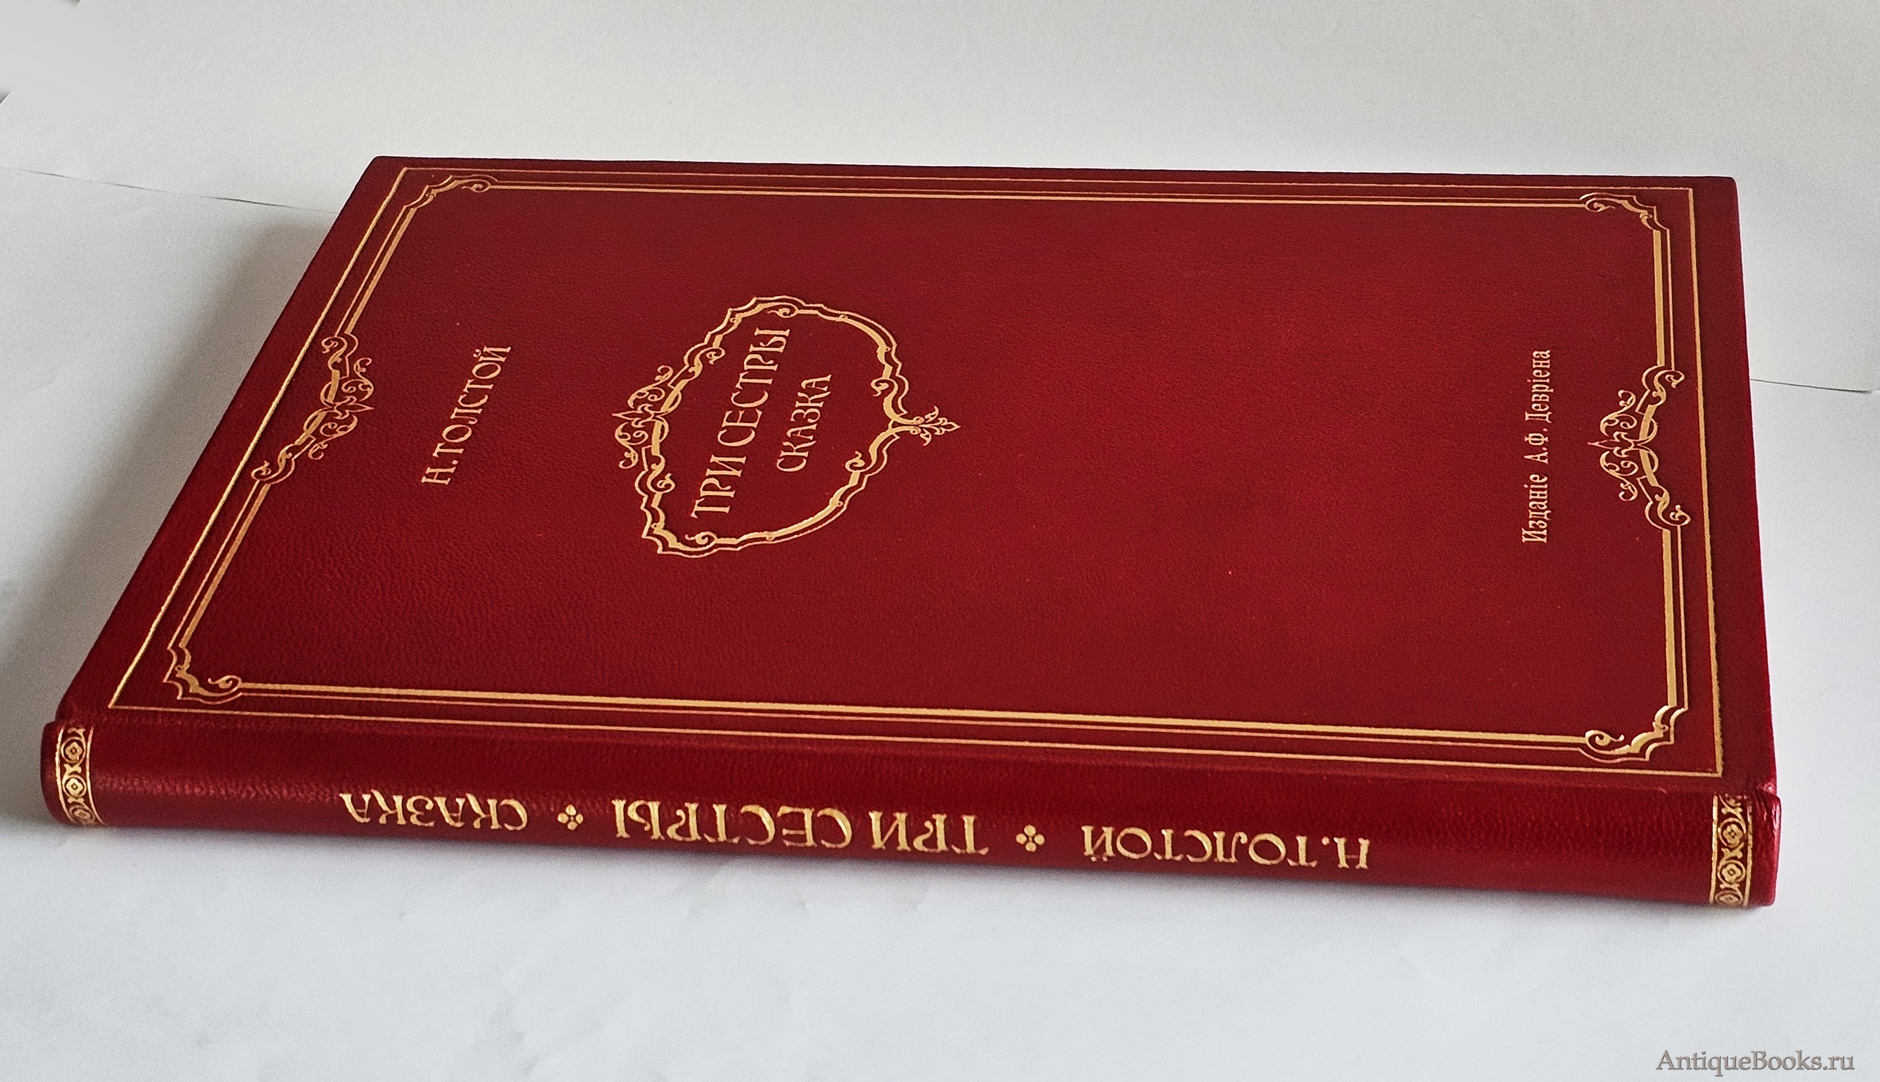 Н. ТОЛСТОЙ
ТРИ СЕСТРЫ
СКАЗКА
Изданіе А. Ф. Девріена
Н. ТОЛСТОЙ ТРИ СЕСТРЫ СКАЗКА
AntiqueBooks.ru